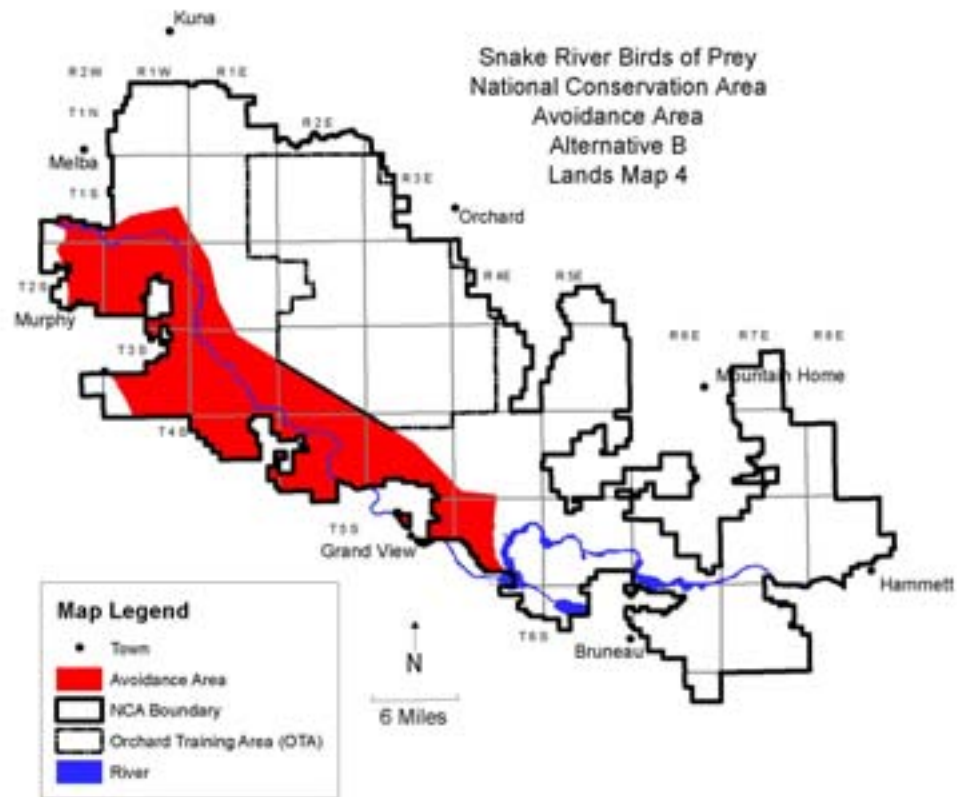 Kuna
Snake River Birds of Prey
National Conservation Area
Avoidance Area
Alternative B
Lands Map 4
R2W
R1W
R1E
T1N
R2E
Melba
T1S
R3E
Orchard
R4E
R5E
T2S
Murphy
R6E
R7E
R8E
T3S
Mountain Home
T4S
T5S
Grand View
Hammett
T6S
Bruneau
Map Legend
Town
Avoidance Area
NCA Boundary
Orchard Training Area (OTA)
River
N
6 Miles